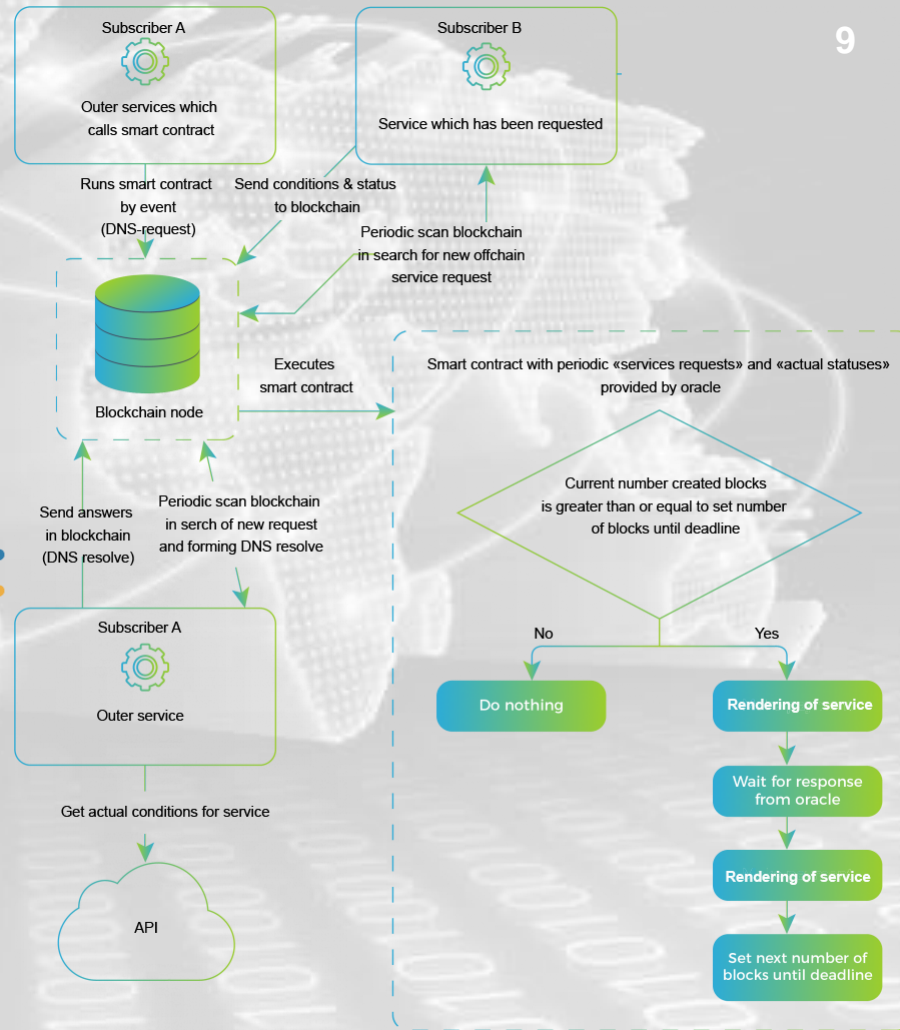 9
Subscriber A
Outer services which
calls smart contract
Subscriber B
Service which has been requested
Runs smart contract
by event
(DNS-request)
Send conditions & status
to blockchain
Periodic scan blockchain
in search for new offchain
service request
Blockchain node
Executes
smart contract
Smart contract with periodic «services requests» and «actual statuses»
provided by oracle
Current number created blocks
is greater than or equal to set number
of blocks until deadline
Send answers
in blockchain
(DNS resolve)
Periodic scan blockchain
in serch of new request
and forming DNS resolve
Subscriber A
Outer service
Get actual conditions for service
API
No
Yes
Do nothing
Rendering of service
Wait for response
from oracle
Rendering of service
Set next number of
blocks until deadline